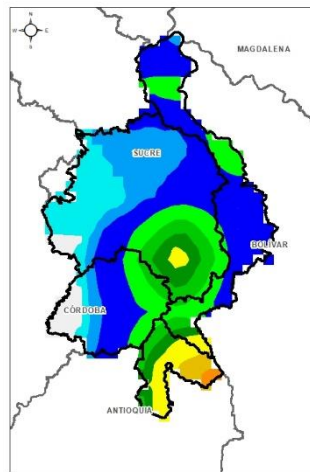 N
W E
S
MAGDALENA
SUCRE
BOLIVAR
CÓRDOBA
ANTIOQUIA